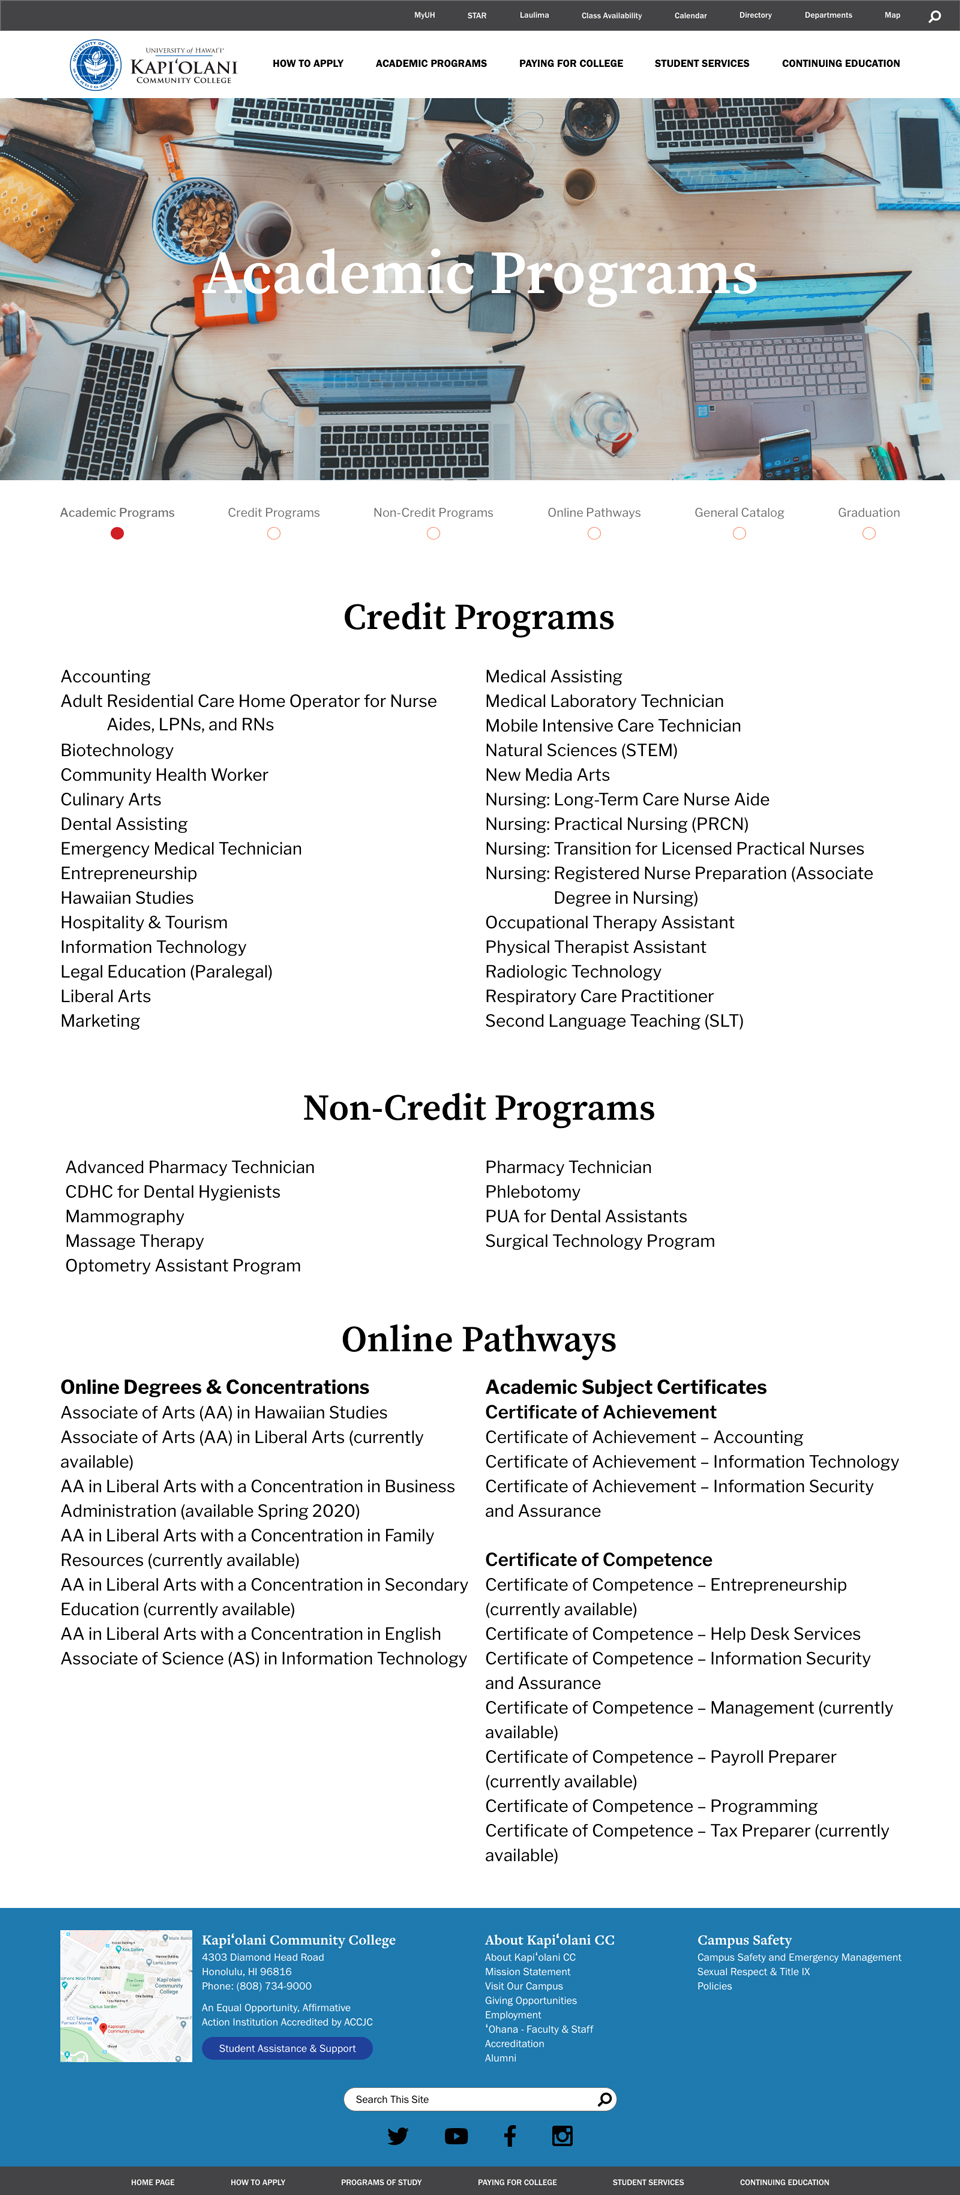 MyUH STAR Laulima Class Availability Calendar Directory Departments Map
UNIVERSITY of HAWAIʻI®
KAPIʻOLANI
COMMUNITY COLLEGE
HOW TO APPLY ACADEMIC PROGRAMS PAYING FOR COLLEGE STUDENT SERVICES CONTINUING EDUCATION
Academic Programs
Academic Programs Credit Programs Non-Credit Programs Online Pathways General Catalog Graduation
Credit Programs
Accounting
Adult Residential Care Home Operator for Nurse
Aides, LPNs, and RNs
Biotechnology
Community Health Worker
Culinary Arts
Dental Assisting
Emergency Medical Technician
Entrepreneurship
Hawaiian Studies
Hospitality & Tourism
Information Technology
Legal Education (Paralegal)
Liberal Arts
Marketing
Medical Assisting
Medical Laboratory Technician
Mobile Intensive Care Technician
Natural Sciences (STEM)
New Media Arts
Nursing: Long-Term Care Nurse Aide
Nursing: Practical Nursing (PRCN)
Nursing: Transition for Licensed Practical Nurses
Nursing: Registered Nurse Preparation (Associate
Degree in Nursing)
Occupational Therapy Assistant
Physical Therapist Assistant
Radiologic Technology
Respiratory Care Practitioner
Second Language Teaching (SLT)
Non-Credit Programs
Advanced Pharmacy Technician
CDHC for Dental Hygienists
Mammography
Massage Therapy
Optometry Assistant Program
Pharmacy Technician
Phlebotomy
PUA for Dental Assistants
Surgical Technology Program
Online Pathways
Online Degrees & Concentrations
Associate of Arts (AA) in Hawaiian Studies
Associate of Arts (AA) in Liberal Arts (currently
available)
AA in Liberal Arts with a Concentration in Business
Administration (available Spring 2020)
AA in Liberal Arts with a Concentration in Family
Resources (currently available)
AA in Liberal Arts with a Concentration in Secondary
Education (currently available)
AA in Liberal Arts with a Concentration in English
Associate of Science (AS) in Information Technology
Academic Subject Certificates
Certificate of Achievement
Certificate of Achievement – Accounting
Certificate of Achievement – Information Technology
Certificate of Achievement – Information Security
and Assurance
Certificate of Competence
Certificate of Competence – Entrepreneurship
(currently available)
Certificate of Competence – Help Desk Services
Certificate of Competence – Information Security
and Assurance
Certificate of Competence – Management (currently
available)
Certificate of Competence – Payroll Preparer
(currently available)
Certificate of Competence – Programming
Certificate of Competence – Tax Preparer (currently
available)
Kapiʻolani
Community
College
Kapiʻolani Community College
4303 Diamond Head Road
Honolulu, HI 96816
Phone: (808) 734-9000
An Equal Opportunity, Affirmative
Action Institution Accredited by ACCJC
Student Assistance & Support
About Kapiʻolani CC
About Kapiʻolani CC
Mission Statement
Visit Our Campus
Giving Opportunities
Employment
ʻOhana - Faculty & Staff
Accreditation
Alumni
Campus Safety
Campus Safety and Emergency Management
Sexual Respect & Title IX
Policies
Search This Site
HOME PAGE HOW TO APPLY PROGRAMS OF STUDY PAYING FOR COLLEGE STUDENT SERVICES CONTINUING EDUCATION